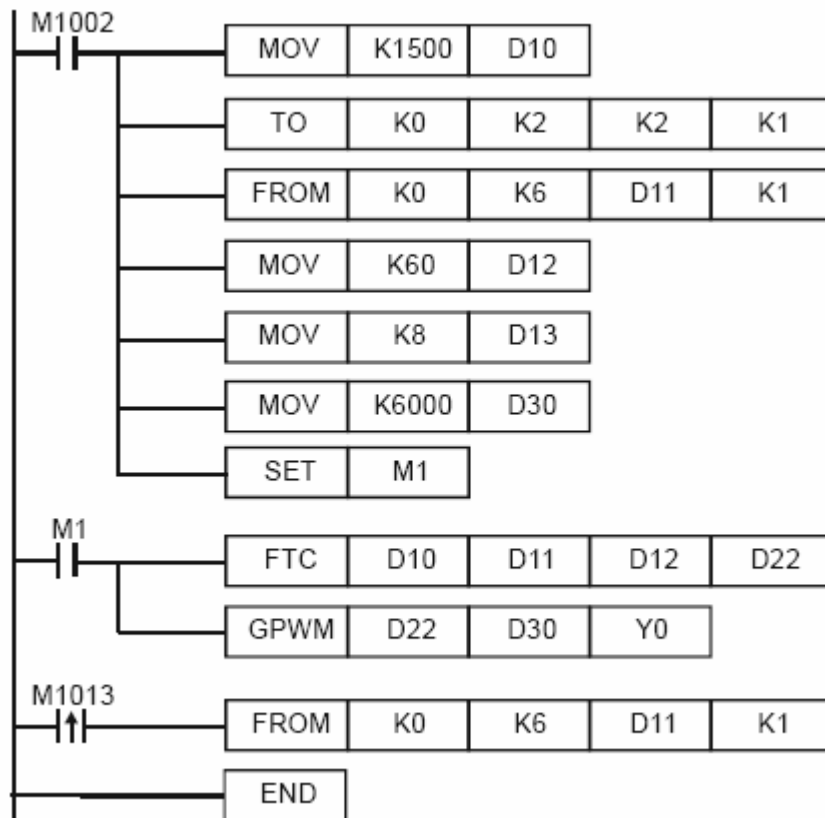 M1002
MOV K1500 D10
TO K0 K2 K2 K1
FROM K0 K6 D11 K1
MOV K60 D12
MOV K8 D13
MOV K6000 D30
SET M1
M1
FTC D10 D11 D12 D22
GPWM D22 D30 Y0
M1013
FROM K0 K6 D11 K1
END